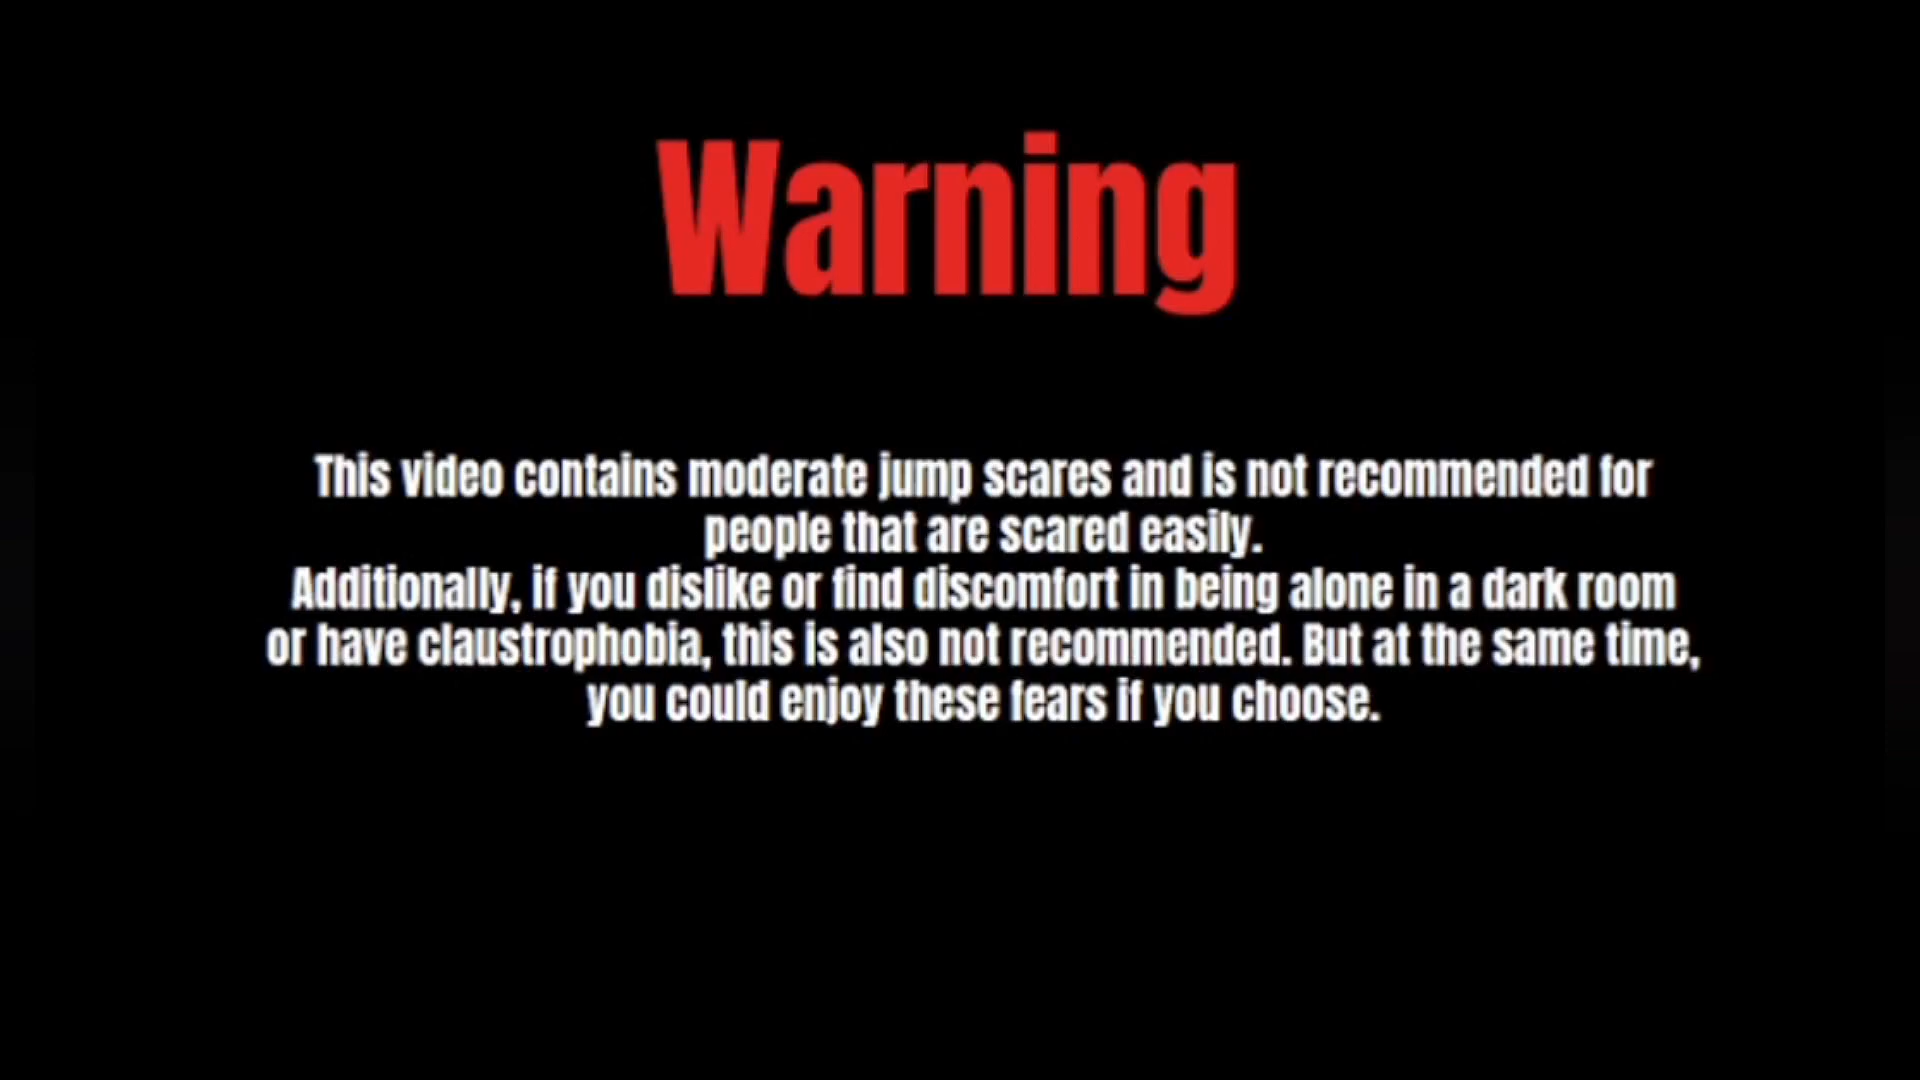 Warning
This video contains moderate jump scares and is not recommended for
people that are scared easily.
Additionally, if you dislike or find discomfort in being alone in a dark room
or have claustrophobia, this is also not recommended. But at the same time,
you could enjoy these fears if you choose.